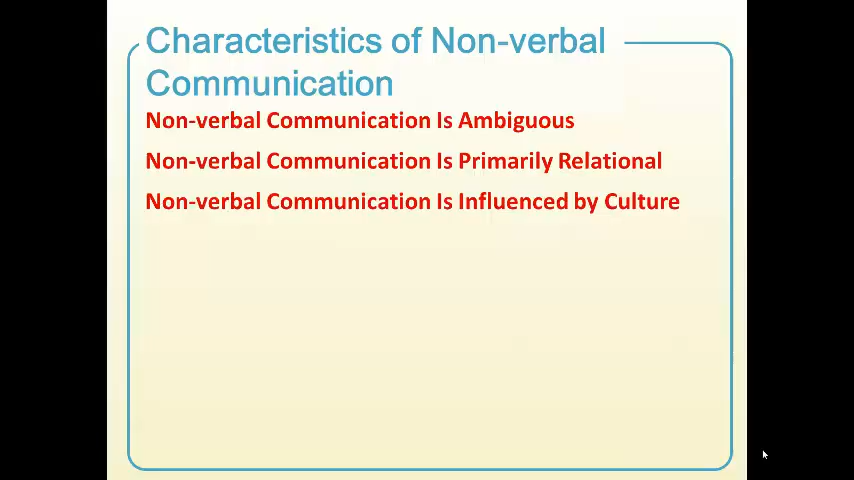 Characteristics of Non-verbal
Communication
Non-verbal Communication Is Ambiguous
Non-verbal Communication Is Primarily Relational
Non-verbal Communication Is Influenced by Culture